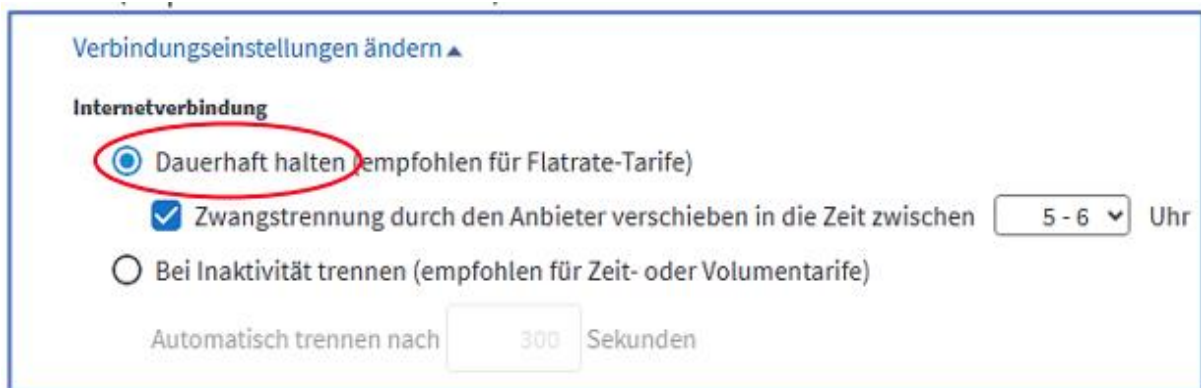 Verbindungseinstellungen ändern ▲
Internetverbindung
Dauerhaft halten (empfohlen für Flatrate-Tarife)
Zwangstrennung durch den Anbieter verschieben in die Zeit zwischen 5 - 6 Uhr
Bei Inaktivität trennen (empfohlen für Zeit- oder Volumentarife)
Automatisch trennen nach 300 Sekunden